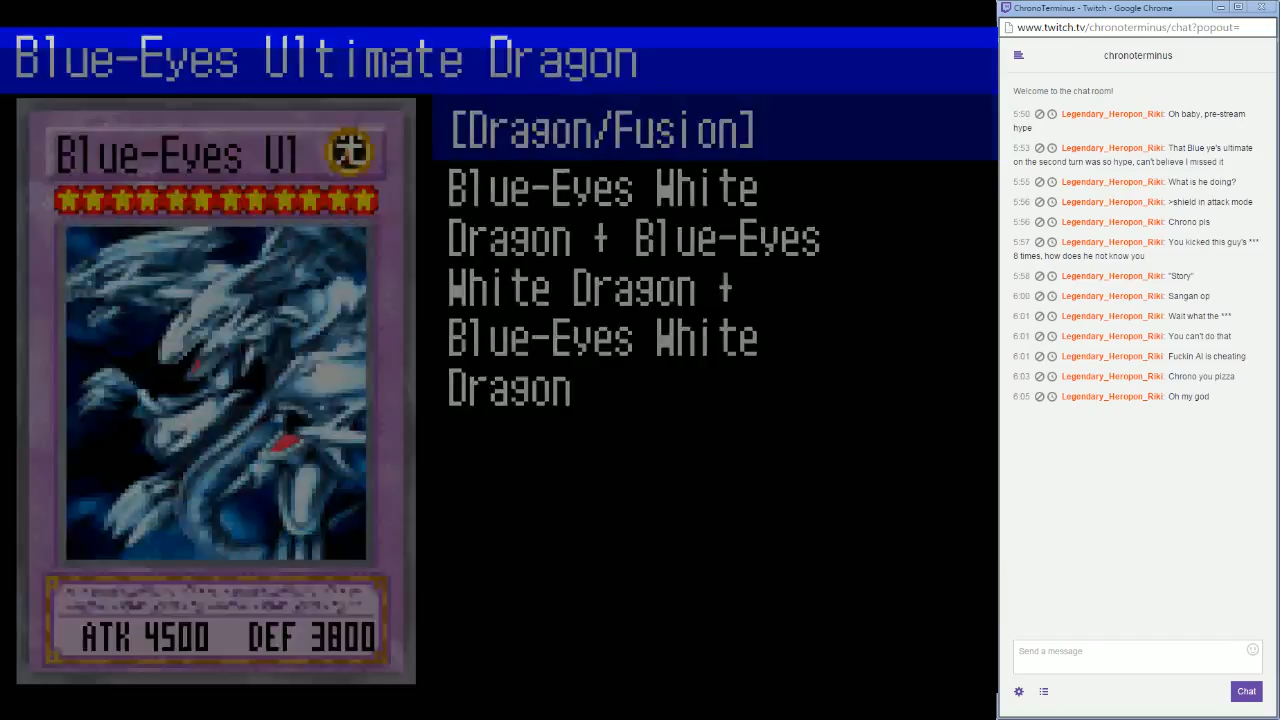 Blue-Eyes Ultimate Dragon
Blue-Eyes Ul
光
[Dragon/Fusion]
Blue-Eyes White
Dragon + Blue-Eyes
White Dragon +
Blue-Eyes White
Dragon
ATK 4500 DEF 3800
ChronoTerminus - Twitch - Google Chrome
www.twitch.tv/chronoterminus/chat?popout=
chronoterminus
Welcome to the chat room!
5:50 Legendary_Heropon_Riki: Oh baby, pre-stream
hype
5:53 Legendary_Heropon_Riki: That Blue ye's ultimate
on the second turn was so hype, can't believe I missed it
5:55 Legendary_Heropon_Riki: What is he doing?
5:56 Legendary_Heropon_Riki: >shield in attack mode
5:56 Legendary_Heropon_Riki: Chrono pls
5:57 Legendary_Heropon_Riki: You kicked this guy's ***
8 times, how does he not know you
5:58 Legendary_Heropon_Riki: "Story"
6:00 Legendary_Heropon_Riki: Sangan op
6:01 Legendary_Heropon_Riki: Wait what the ***
6:01 Legendary_Heropon_Riki: You can't do that
6:01 Legendary_Heropon_Riki: Fuckin AI is cheating
6:03 Legendary_Heropon_Riki: Chrono you pizza
6:05 Legendary_Heropon_Riki: Oh my god
Send a message
Chat